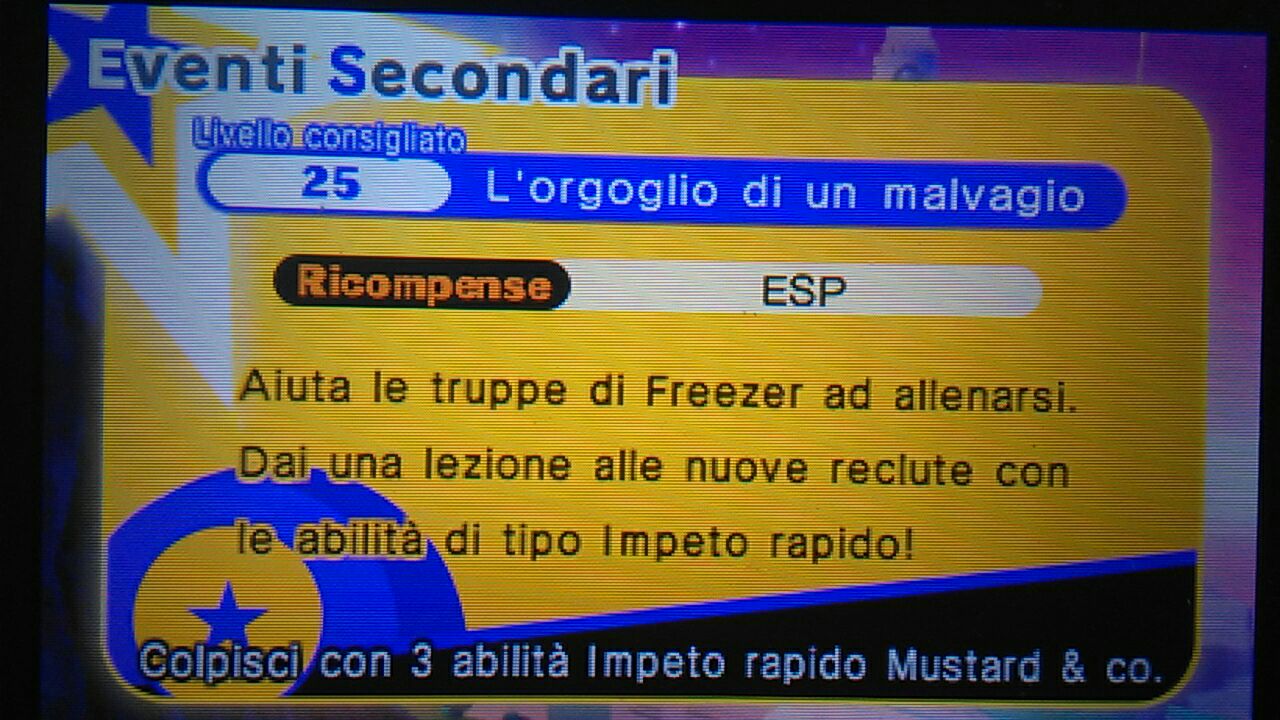 Eventi Secondari
Livello consigliato
25 L'orgoglio di un malvagio
Ricompense ESP
Aiuta le truppe di Freezer ad allenarsi.
Dai una lezione alle nuove reclute con
le abilità di tipo Impeto rapido!
Colpisci con 3 abilità Impeto rapido Mustard & co.